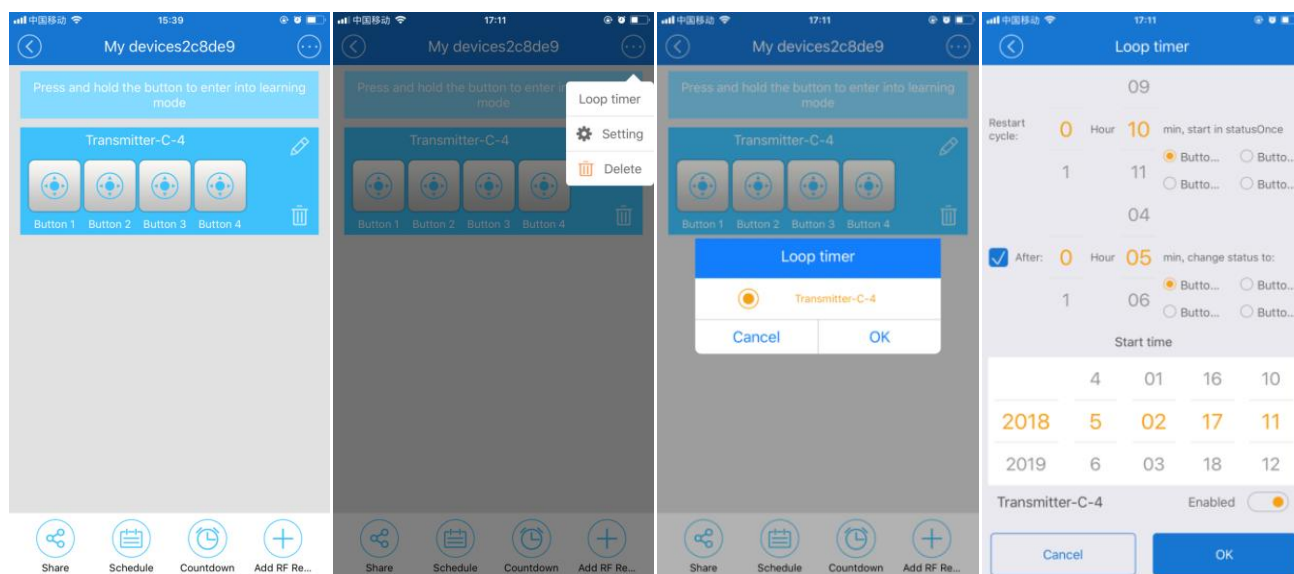 中国移动
15:39
My devices2c8de9
Press and hold the button to enter into learning
mode
Transmitter-C-4
Button 1 Button 2 Button 3 Button 4
Share Schedule Countdown Add RF Re...
中国移动
17:11
My devices2c8de9
Press and hold the button to enter i
mode
Loop timer
Setting
Delete
Transmitter-C-4
Button 1 Button 2 Button 3 Button 4
Share Schedule Countdown Add RF Re...
中国移动
17:11
My devices2c8de9
Press and hold the button to enter into learning
mode
Transmitter-C-4
Button 1 Button 2 Button 3 Button 4
Loop timer
Transmitter-C-4
Cancel OK
Share Schedule Countdown Add RF Re...
中国移动
17:11
Loop timer
09
Restart
cycle:
0 Hour 10 min, start in statusOnce
Butto... Butto...
1 11
Butto... Butto...
04
After: 0 Hour 05 min, change status to:
Butto... Butto...
1 06
Butto... Butto...
Start time
4 01 16 10
2018 5 02 17 11
2019 6 03 18 12
Transmitter-C-4 Enabled
Cancel OK